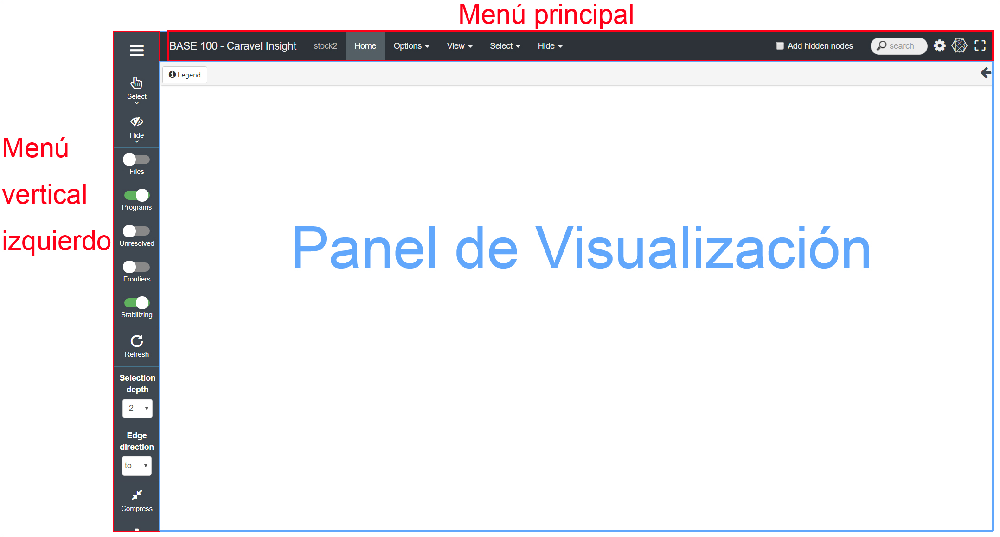 Menú principal
BASE 100 - Caravel Insight stock2 Home Options View Select Hide Add hidden nodes search
Legend
Select
Hide
Files
Programs
Unresolved
Frontiers
Stabilizing
Refresh
Selection
depth
2
Edge
direction
to
Compress
Menú
vertical
izquierdo
Panel de Visualización